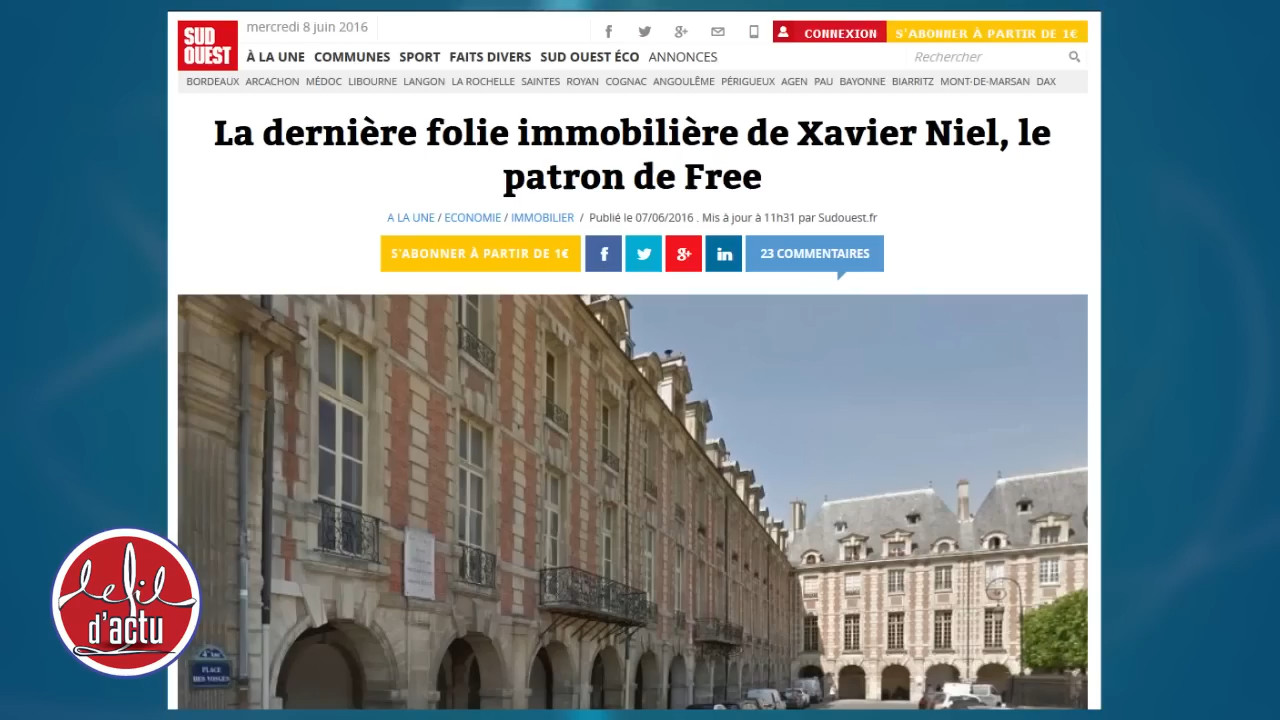 SUD
OUEST
mercredi 8 juin 2016
CONNEXION
S'ABONNER À PARTIR DE 1€
À LA UNE COMMUNES SPORT FAITS DIVERS SUD OUEST ÉCO ANNONCES
Rechercher
BORDEAUX ARCACHON MÉDOC LIBOURNE LANGON LA ROCHELLE SAINTES ROYAN COGNAC ANGOULÊME PÉRIGUEUX AGEN PAU BAYONNE BIARRITZ MONT-DE-MARSAN DAX
La dernière folie immobilière de Xavier Niel, le
patron de Free
A LA UNE / ECONOMIE / IMMOBILIER / Publié le 07/06/2016 . Mis à jour à 11h31 par Sudouest.fr
S'ABONNER À PARTIR DE 1€
23 COMMENTAIRES
le fil
d'actu
PLACE
DES VOSGES